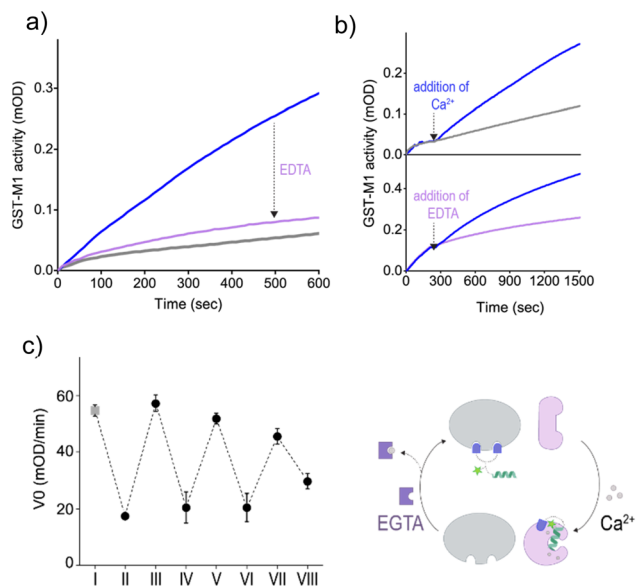 a)
GST-M1 activity (mOD)
0.3
0.2
0.1
0.0
EDTA
0 100 200 300 400 500 600
Time (sec)
b)
GST-M1 activity (mOD)
0.2
0.1
0.0
addition of
Ca²⁺
0.4
0.2
0.0
addition of
EDTA
0 300 600 900 1200 1500
Time (sec)
c)
V0 (mOD/min)
60
40
20
0
I II III IV V VI VII VIII
EGTA
Ca²⁺